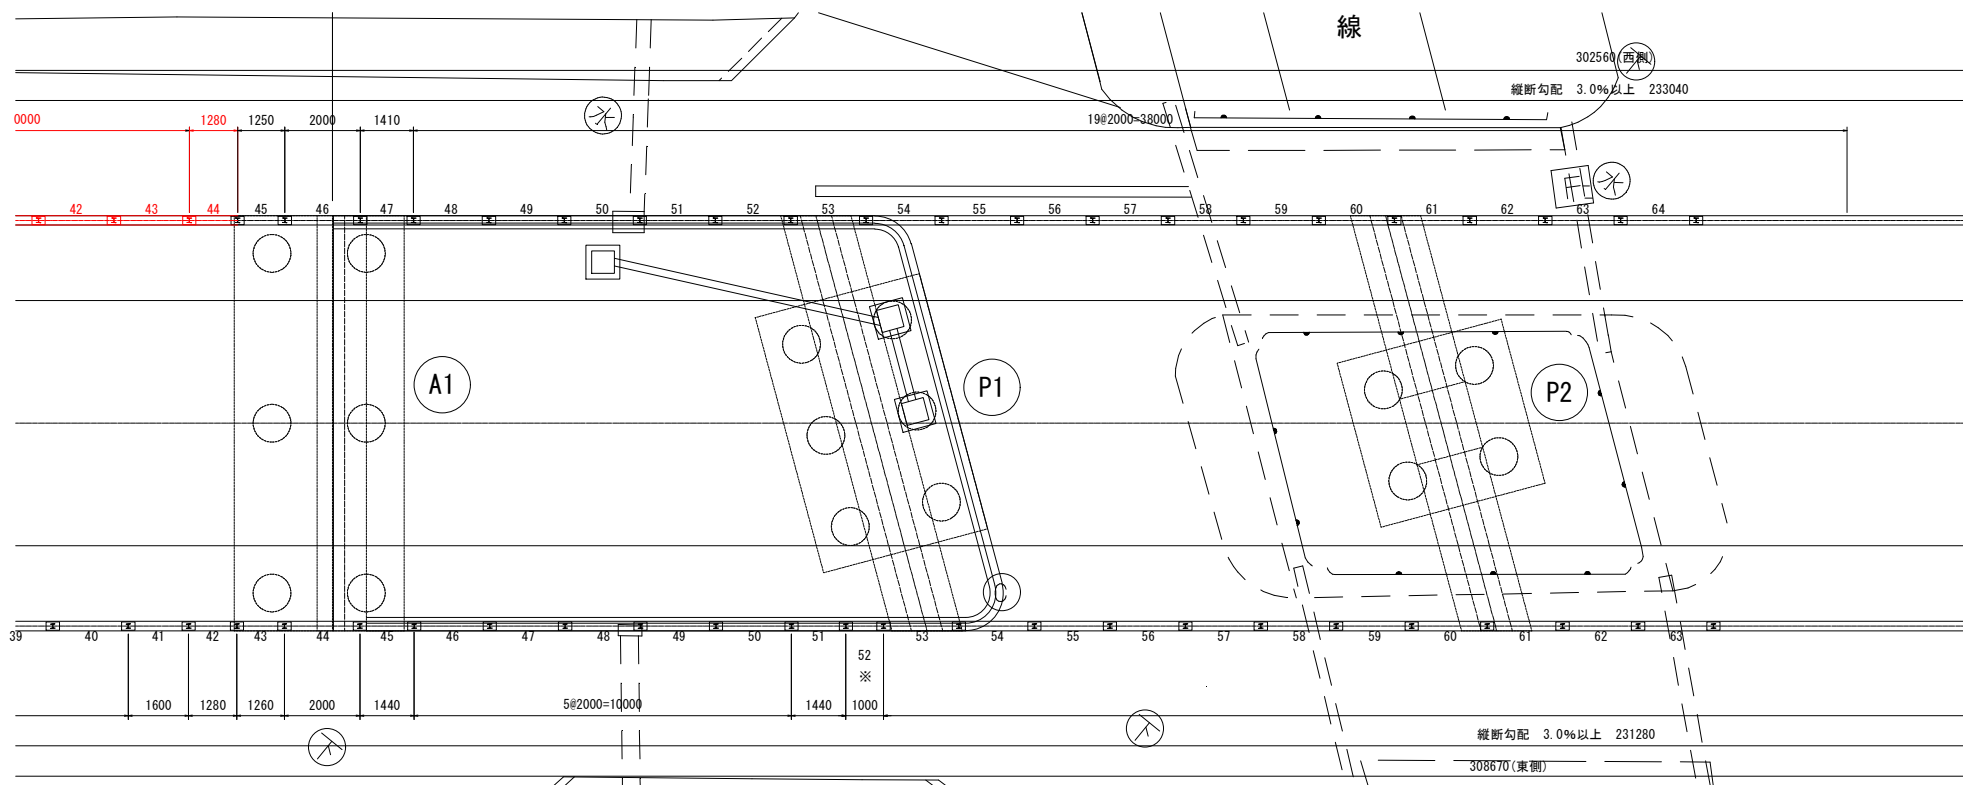 線
302560(西側)
縦断勾配 3.0%以上 233040
0000 1280 1250 2000 1410 19@2000=38000
42 43 44 45 46 47 48 49 50 51 52 53 54 55 56 57 58 59 60 61 62 63 64
A1 P1 P2
39 40 41 42 43 44 45 46 47 48 49 50 51 53 54 55 56 57 58 59 60 61 62 63
52
※
1600 1280 1260 2000 1440 5@2000=10000 1440 1000
縦断勾配 3.0%以上 231280
308670(東側)